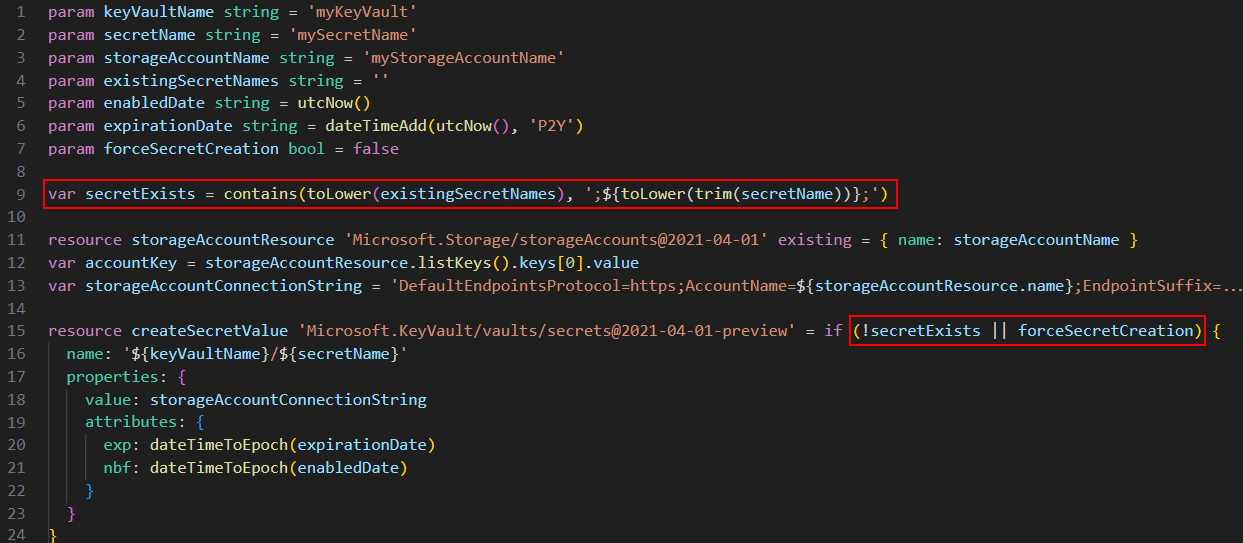 1 param keyVaultName string = 'myKeyVault'
2 param secretName string = 'mySecretName'
3 param storageAccountName string = 'myStorageAccountName'
4 param existingSecretNames string = ''
5 param enabledDate string = utcNow()
6 param expirationDate string = dateTimeAdd(utcNow(), 'P2Y')
7 param forceSecretCreation bool = false
8
9 var secretExists = contains(toLower(existingSecretNames), ';${toLower(trim(secretName))};')
10
11 resource storageAccountResource 'Microsoft.Storage/storageAccounts@2021-04-01' existing = { name: storageAccountName }
12 var accountKey = storageAccountResource.listKeys().keys[0].value
13 var storageAccountConnectionString = 'DefaultEndpointsProtocol=https;AccountName=${storageAccountResource.name};EndpointSuffix=...
14
15 resource createSecretValue 'Microsoft.KeyVault/vaults/secrets@2021-04-01-preview' = if (!secretExists || forceSecretCreation) {
16   name: '${keyVaultName}/${secretName}'
17   properties: {
18     value: storageAccountConnectionString
19     attributes: {
20       exp: dateTimeToEpoch(expirationDate)
21       nbf: dateTimeToEpoch(enabledDate)
22     }
23   }
24 }